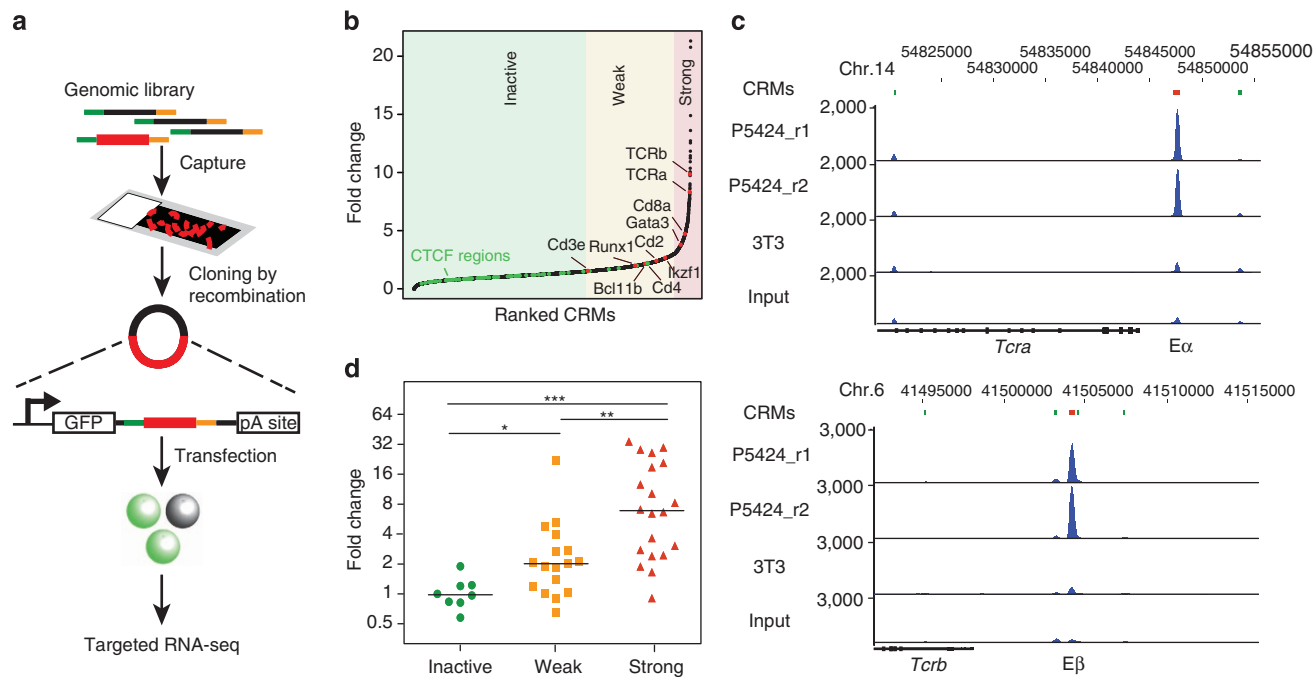 a
Genomic library
Capture
Cloning by
recombination
GFP
pA site
Transfection
Targeted RNA-seq
b
Fold change
20
15
10
5
0
Inactive
Weak
Strong
TCRb
TCRa
Cd8a
Gata3
Cd3e
Runx1
Cd2
Ikzf1
Bcl11b
Cd4
CTCF regions
Ranked CRMs
c
54825000 54835000 54845000 54855000
Chr.14 54830000 54840000 54850000
CRMs
2,000
P5424_r1
2,000
P5424_r2
2,000
3T3
2,000
Input
Tcra
Eα
Chr.6 41495000 41500000 41505000 41510000 41515000
CRMs
3,000
P5424_r1
3,000
P5424_r2
3,000
3T3
3,000
Input
Tcrb
Eβ
d
Fold change
64
32
16
8
4
2
1
0.5
***
**
*
Inactive Weak Strong